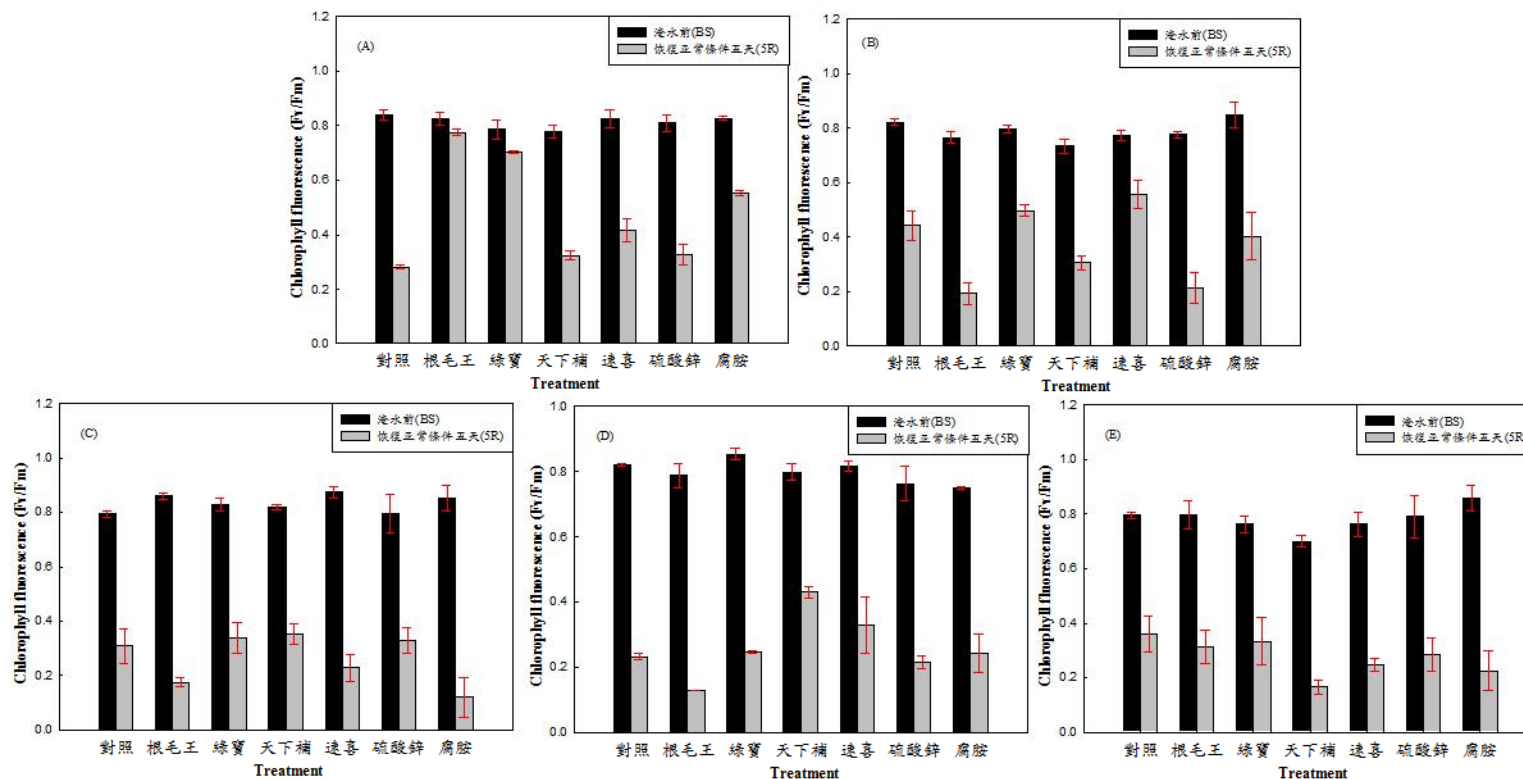 (A)
淹水前(BS)
恢復正常條件五天(5R)
Chlorophyll fluorescence (Fv/Fm)
1.2
1.0
0.8
0.6
0.4
0.2
0.0
對照 根毛王 綠寶 天下補 速喜 硫酸鋅 腐胺
Treatment
(B)
淹水前(BS)
恢復正常條件五天(5R)
Chlorophyll fluorescence (Fv/Fm)
1.2
1.0
0.8
0.6
0.4
0.2
0.0
對照 根毛王 綠寶 天下補 速喜 硫酸鋅 腐胺
Treatment
(C)
淹水前(BS)
恢復正常條件五天(5R)
Chlorophyll fluorescence (Fv/Fm)
1.2
1.0
0.8
0.6
0.4
0.2
0.0
對照 根毛王 綠寶 天下補 速喜 硫酸鋅 腐胺
Treatment
(D)
淹水前(BS)
恢復正常條件五天(5R)
Chlorophyll fluorescence (Fv/Fm)
1.0
0.8
0.6
0.4
0.2
0.0
對照 根毛王 綠寶 天下補 速喜 硫酸鋅 腐胺
Treatment
(E)
淹水前(BS)
恢復正常條件五天(5R)
Chlorophyll fluorescence (Fv/Fm)
1.2
1.0
0.8
0.6
0.4
0.2
0.0
對照 根毛王 綠寶 天下補 速喜 硫酸鋅 腐胺
Treatment